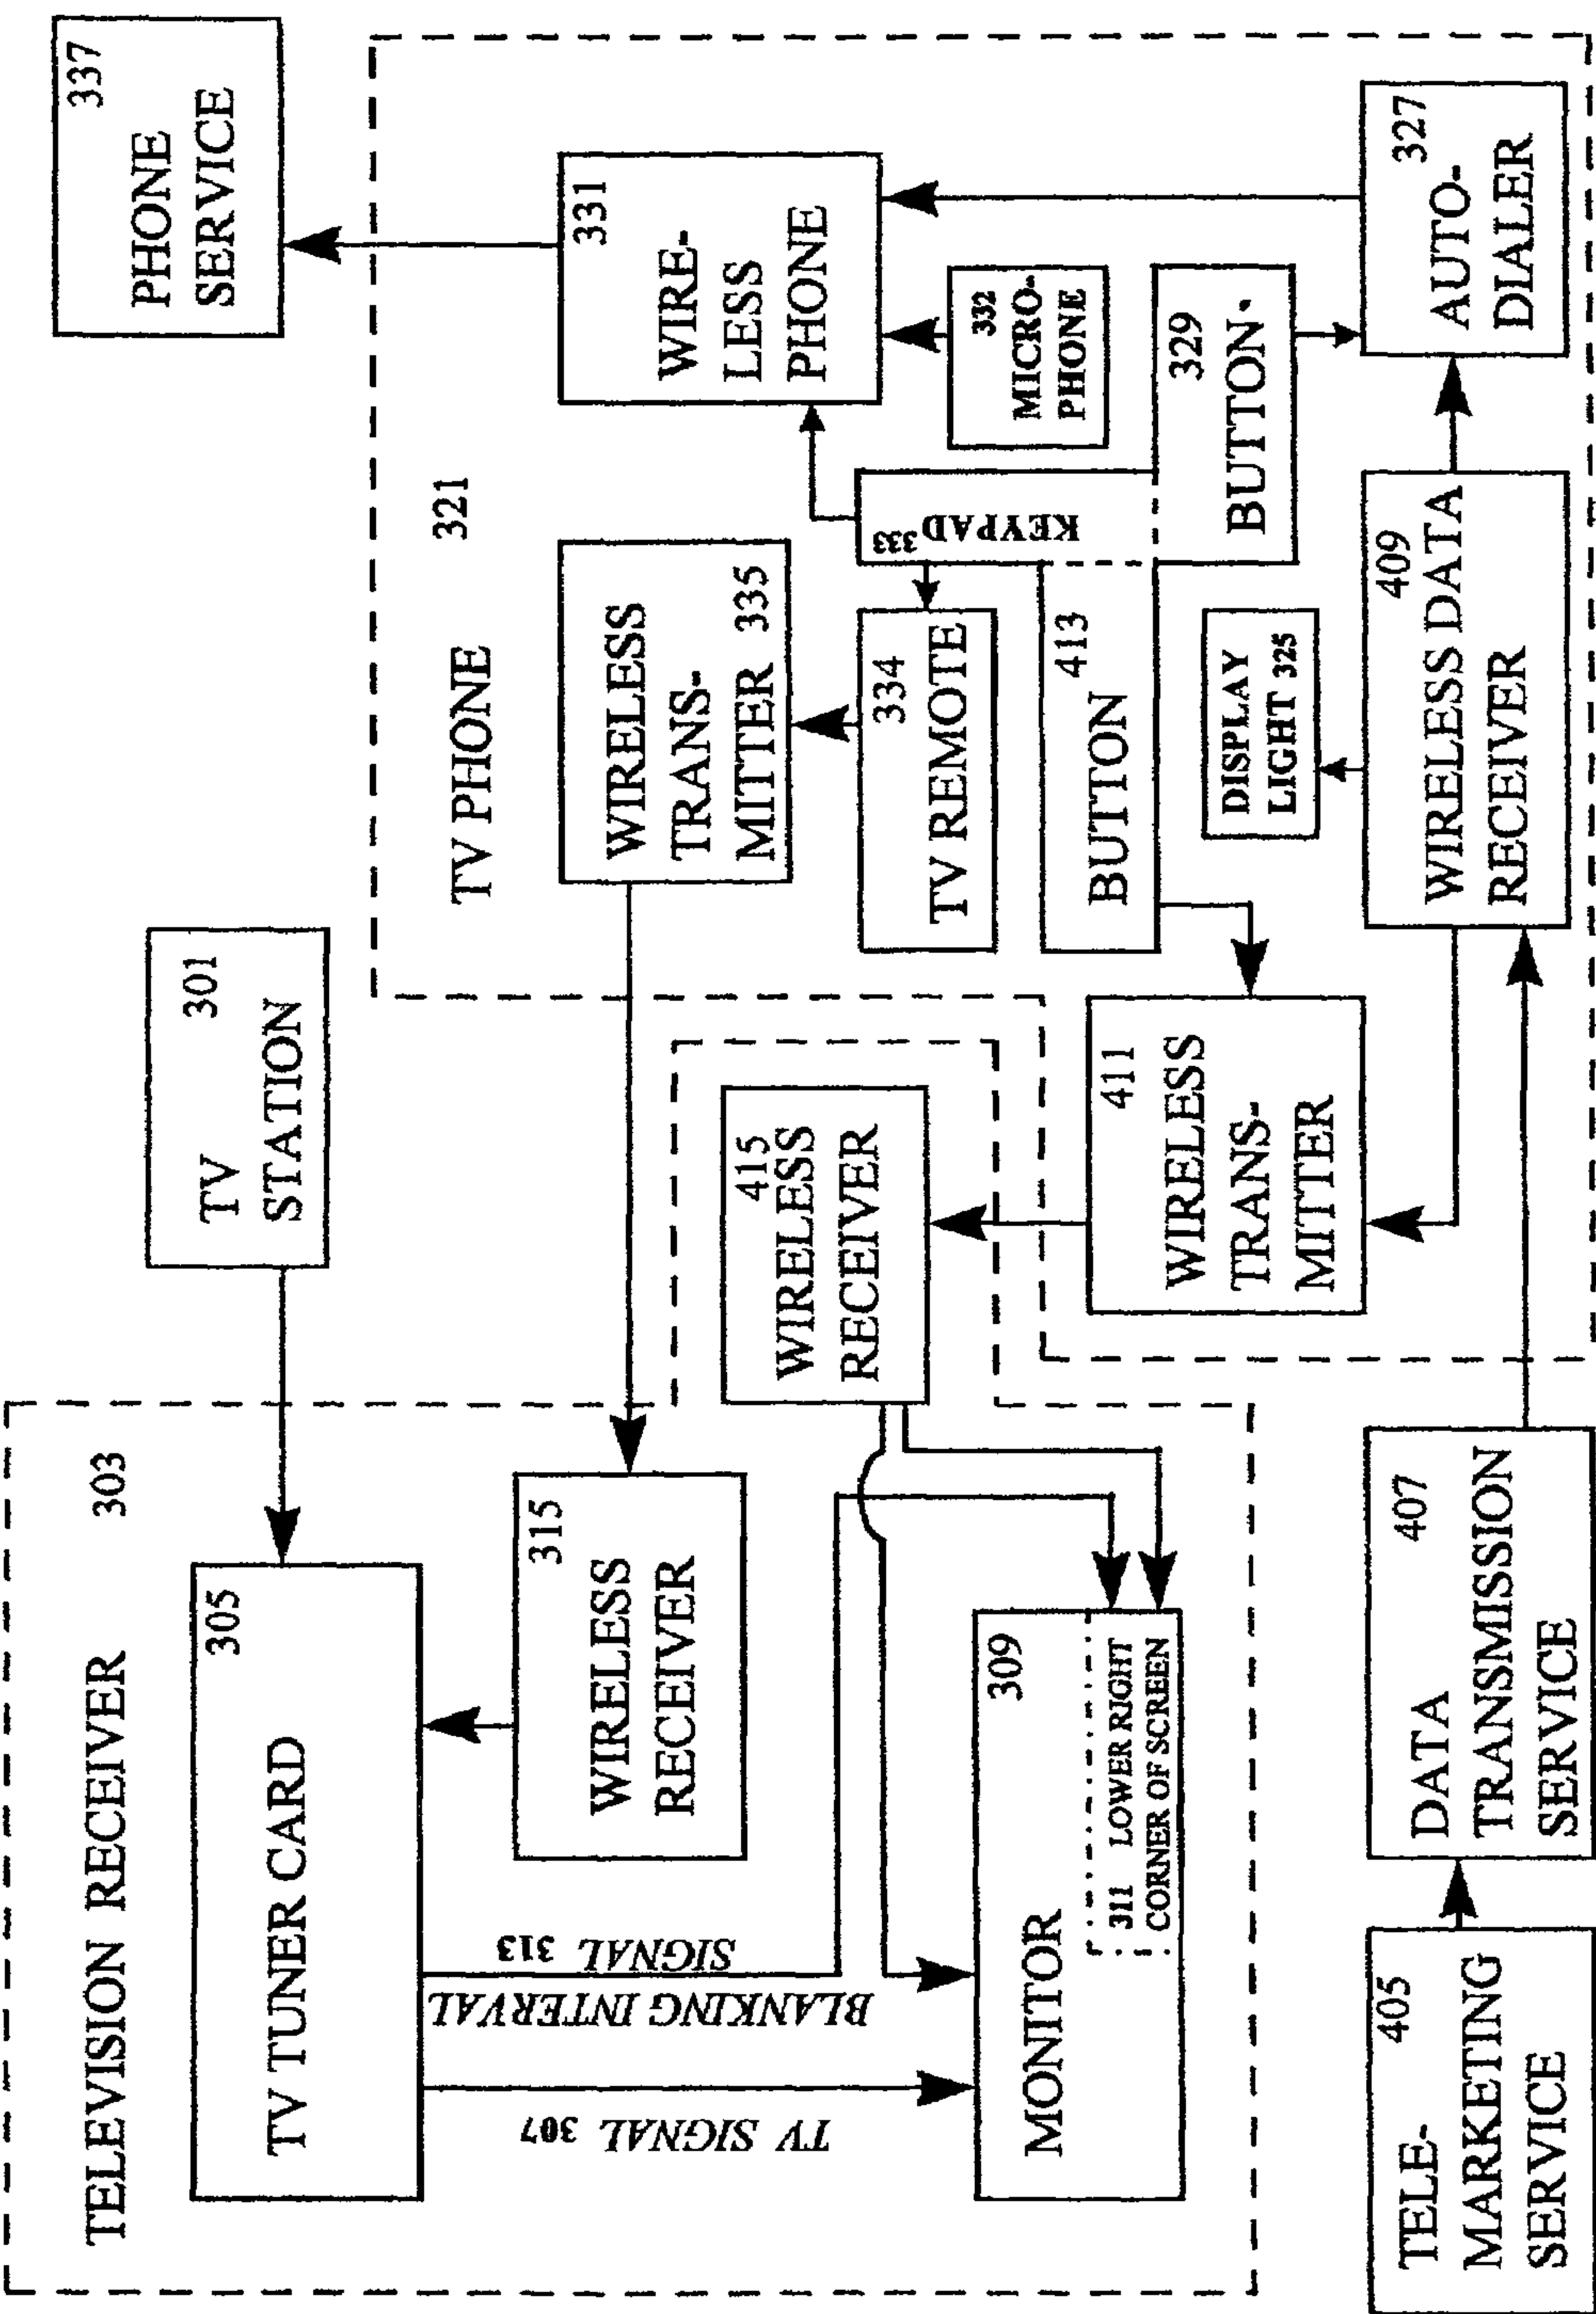 TELEVISION RECEIVER 303
305
TV TUNER CARD
TV SIGNAL 307
BLANKING INTERVAL
SIGNAL 313
315
WIRELESS
RECEIVER
309
MONITOR
311 LOWER RIGHT
CORNER OF SCREEN
301
TV
STATION
415
WIRELESS
RECEIVER
TV PHONE 321
WIRELESS
TRANS-
MITTER 335
334
TV REMOTE
KEYPAD 333
331
WIRE-
LESS
PHONE
337
PHONE
SERVICE
332
MICRO-
PHONE
413
BUTTON
329
BUTTON
DISPLAY
LIGHT 325
411
WIRELESS
TRANS-
MITTER
409
WIRELESS DATA
RECEIVER
327
AUTO-
DIALER
405
TELE-
MARKETING
SERVICE
407
DATA
TRANSMISSION
SERVICE